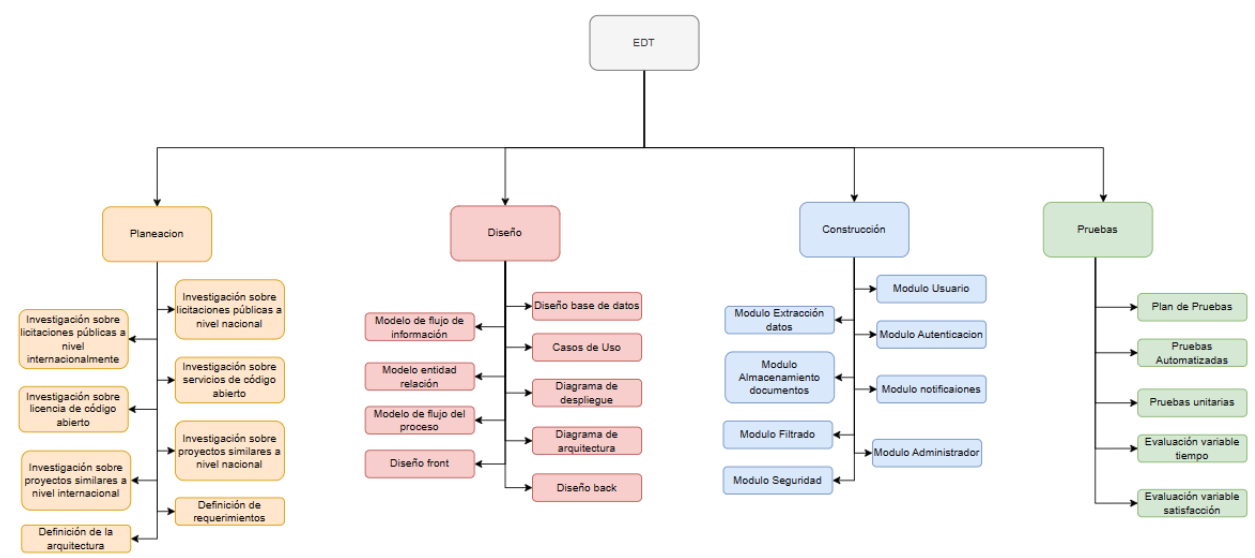 EDT
Planeacion
Diseño
Construcción
Pruebas
Investigación sobre
licitaciones públicas a
nivel nacional
Investigación sobre
licitaciones públicas a
nivel
internacionalmente
Investigación sobre
servicios de código
abierto
Investigación sobre
licencia de código
abierto
Investigación sobre
proyectos similares a
nivel nacional
Investigación sobre
proyectos similares a
nivel internacional
Definición de
requerimientos
Definición de la
arquitectura
Diseño base de datos
Modelo de flujo de
información
Casos de Uso
Modelo entidad
relación
Diagrama de
despliegue
Modelo de flujo del
proceso
Diagrama de
arquitectura
Diseño front
Diseño back
Modulo Usuario
Modulo Extracción
datos
Modulo Autenticacion
Modulo
Almacenamiento
documentos
Modulo notificaiones
Modulo Filtrado
Modulo Administrador
Modulo Seguridad
Plan de Pruebas
Pruebas
Automatizadas
Pruebas unitarias
Evaluación variable
tiempo
Evaluación variable
satisfacción